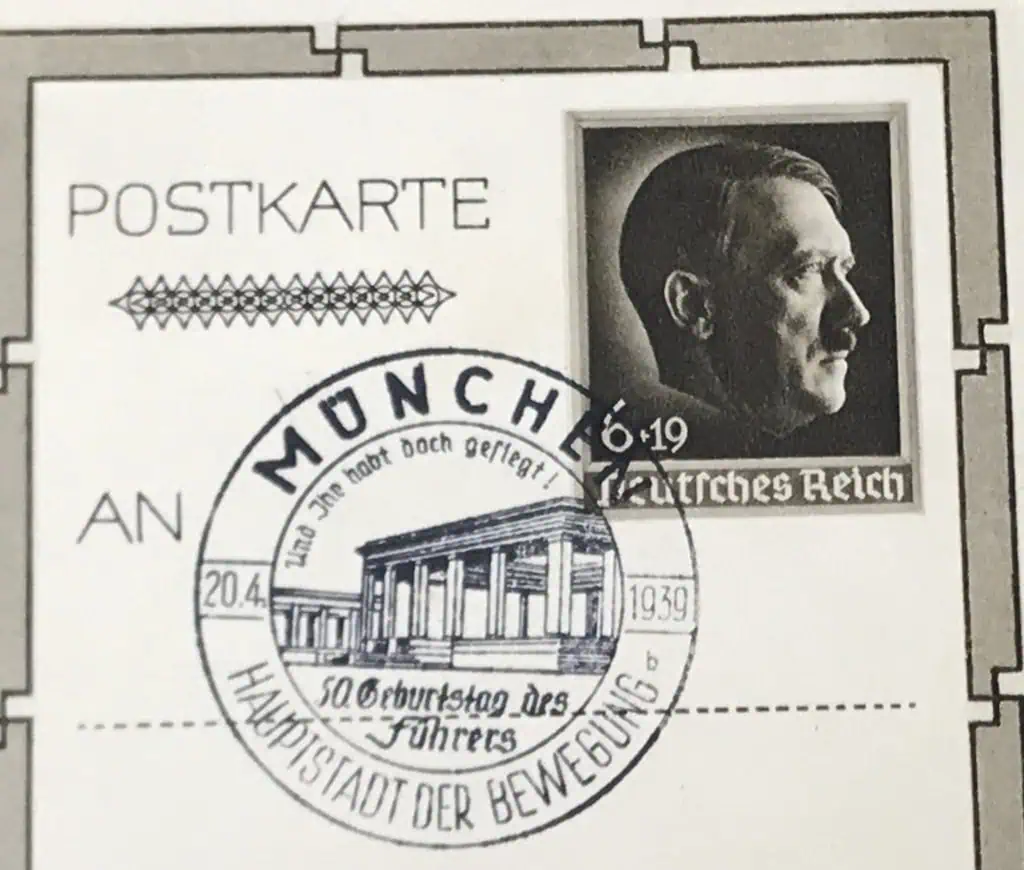 POSTKARTE
6+19
Deutsches Reich
AN
MÜNCHEN
Und Ihr habt doch gesiegt!
20.4.
1939
b
50. Geburtstag des
Führers
HAUPTSTADT DER BEWEGUNG